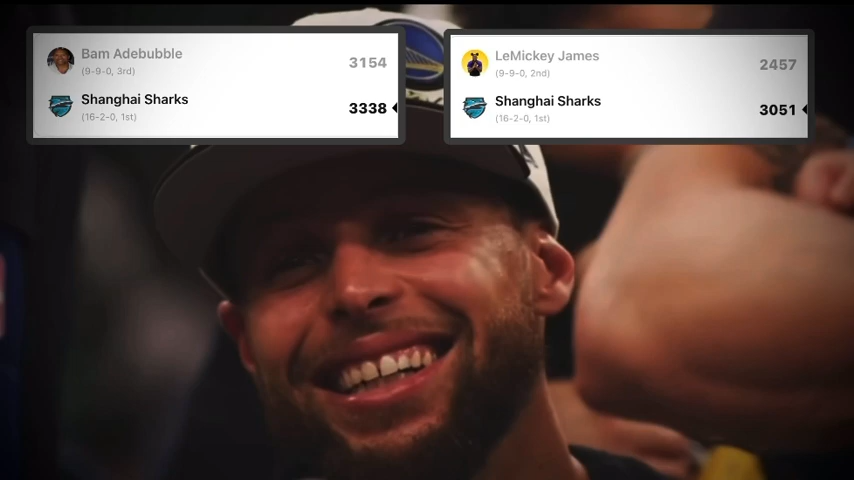 Bam Adebubble
3154
(9-9-0, 3rd)
Shanghai Sharks
3338
(16-2-0, 1st)
LeMickey James
2457
(9-9-0, 2nd)
Shanghai Sharks
3051
(16-2-0, 1st)